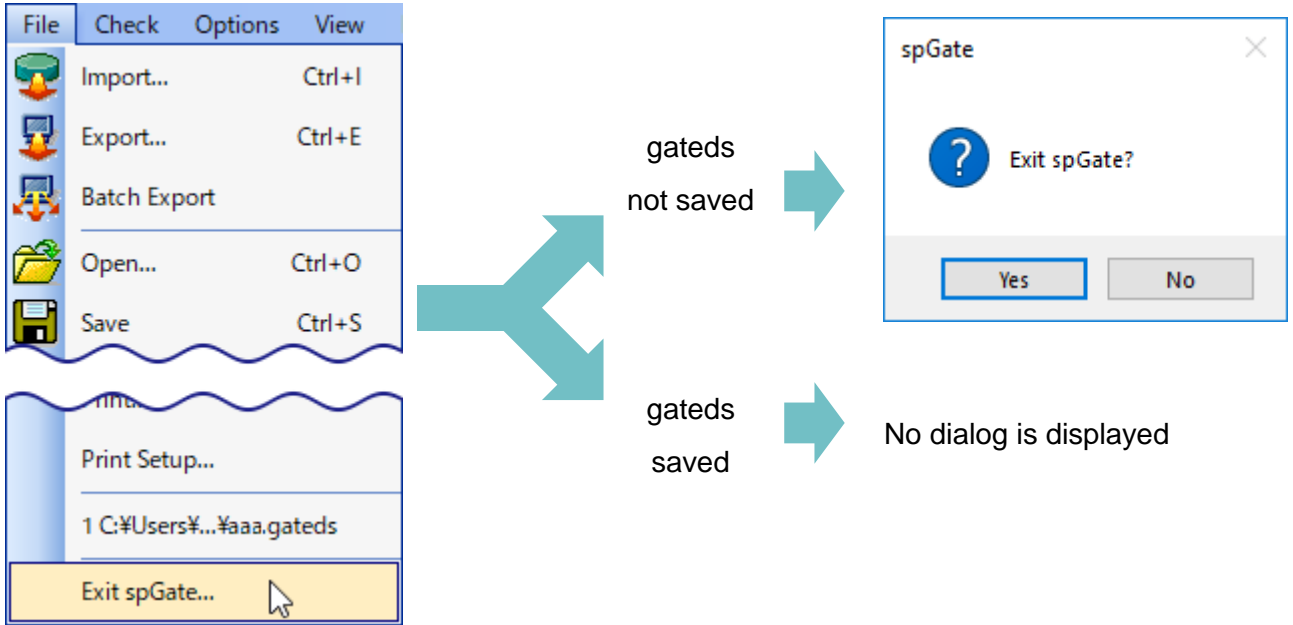 File Check Options View
Import... Ctrl+I
Export... Ctrl+E
Batch Export
Open... Ctrl+O
Save Ctrl+S
Print...
Print Setup...
1 C:¥Users¥...¥aaa.gateds
Exit spGate...
gateds
not saved
spGate
Exit spGate?
Yes No
gateds
saved
No dialog is displayed